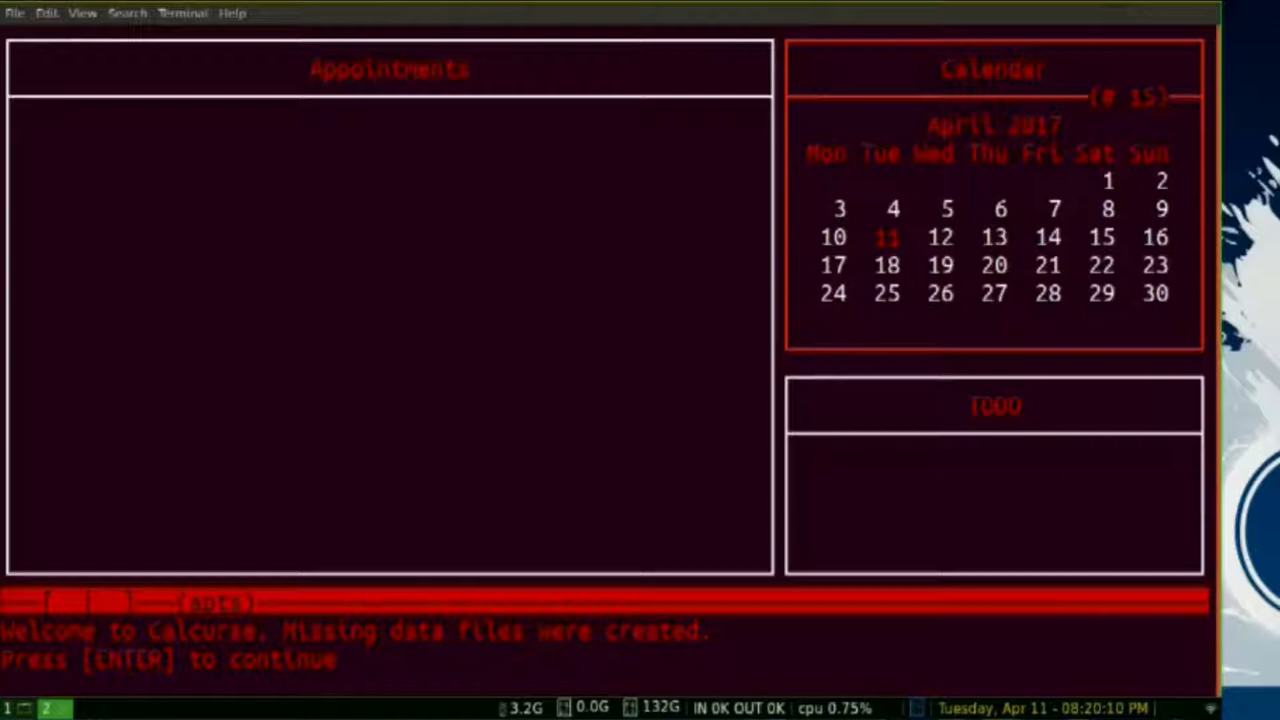 File Edit View Search Terminal Help
Appointments
Calendar
(# 15)
April 2017
Mon Tue Wed Thu Fri Sat Sun
1 2
3 4 5 6 7 8 9
10 11 12 13 14 15 16
17 18 19 20 21 22 23
24 25 26 27 28 29 30
TODO
[ | ] (apts)
Welcome to Calcurse. Missing data files were created.
Press [ENTER] to continue
1 2 3.2G 0.0G 132G IN 0K OUT 0K | cpu 0.75% Tuesday, Apr 11 - 08:20:10 PM |